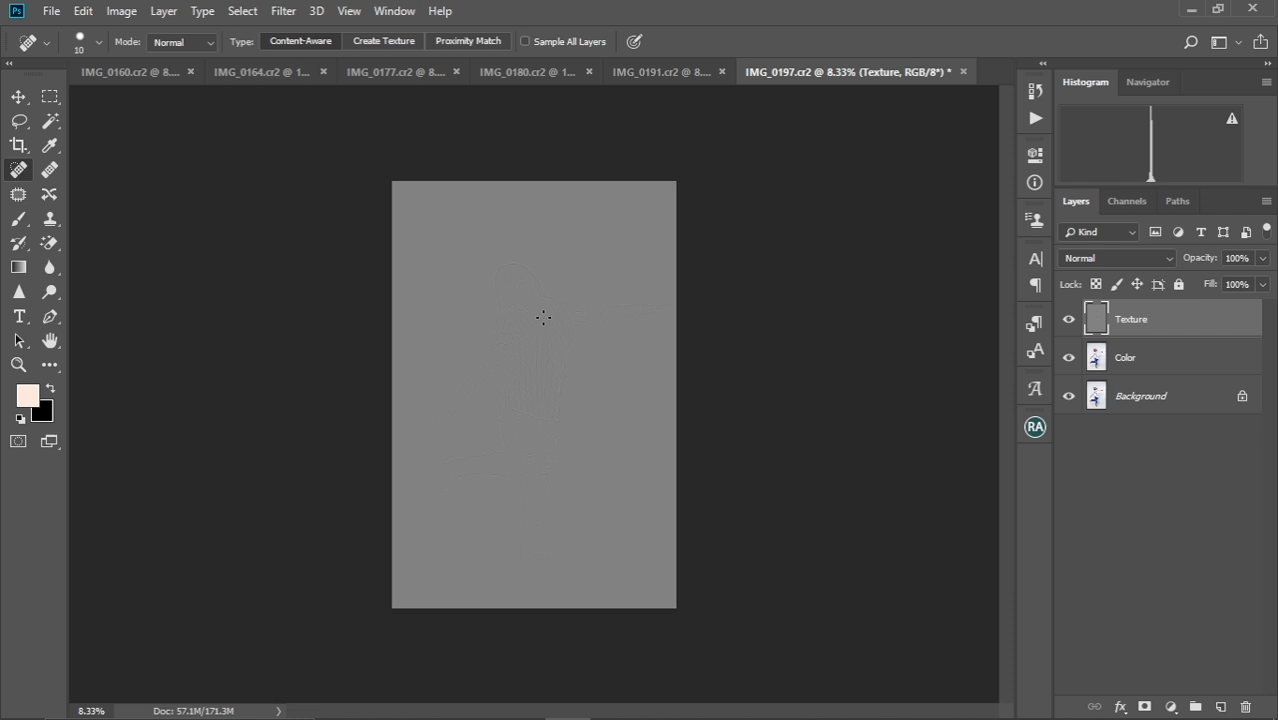 Ps File Edit Image Layer Type Select Filter 3D View Window Help
10 Mode: Normal Type: Content-Aware Create Texture Proximity Match Sample All Layers
IMG_0160.cr2 @ 8.... IMG_0164.cr2 @ 1... IMG_0177.cr2 @ 8.... IMG_0180.cr2 @ 1... IMG_0191.cr2 @ 8.... IMG_0197.cr2 @ 8.33% (Texture, RGB/8*) *
Histogram Navigator
Layers Channels Paths
Kind
Normal Opacity: 100%
Lock: Fill: 100%
Texture
Color
Background
RA
8.33% Doc: 57.1M/171.3M